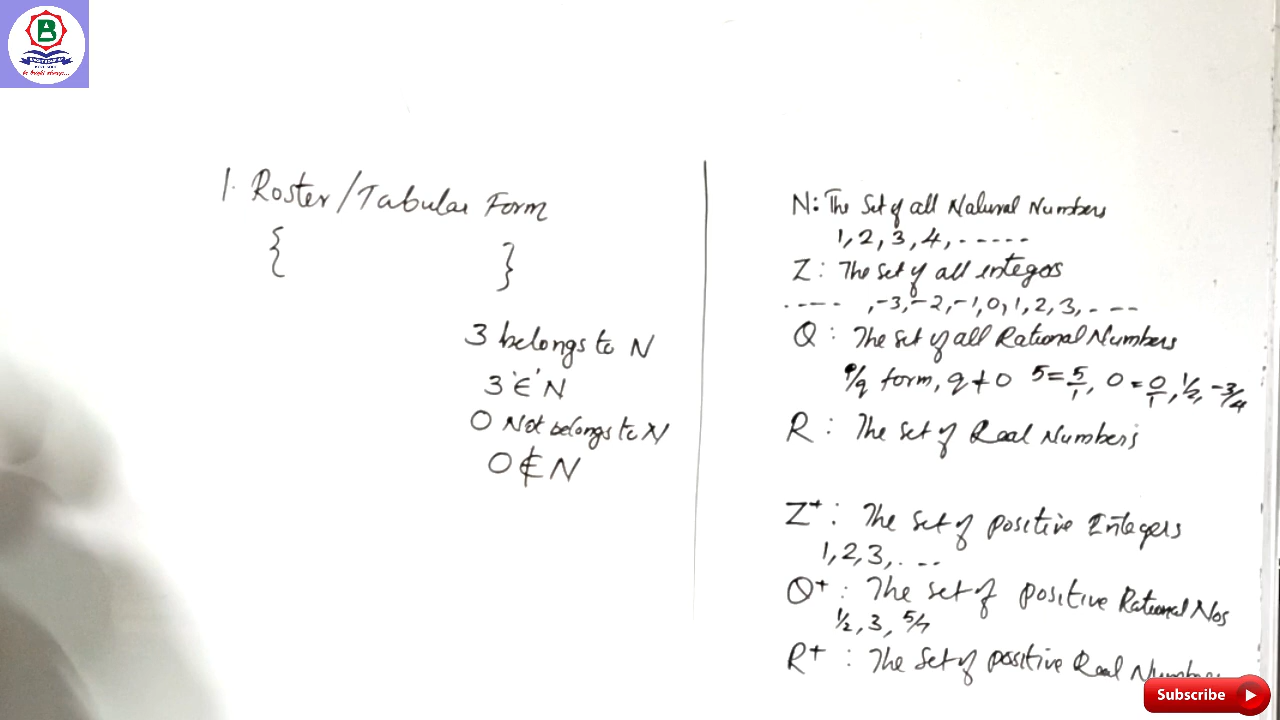 B
1. Roster/Tabular Form
{ }
3 belongs to N
3 '∈' N
0 Not belongs to N
0 ∉ N
N: The Set of all Natural Numbers
1, 2, 3, 4, ......
Z : The set of all integers
..... , -3, -2, -1, 0, 1, 2, 3, ....
Q : The set of all Rational Numbers
P/q form, q ≠ 0 5 = 5/1, 0 = 0/1, 1/2, -3/4
R : The set of Real Numbers
Z+ : The set of positive Integers
1, 2, 3, ....
Q+ : The set of positive Rational Nos
1/2, 3, 5/7
R+ : The set of positive Real Numbers
Subscribe